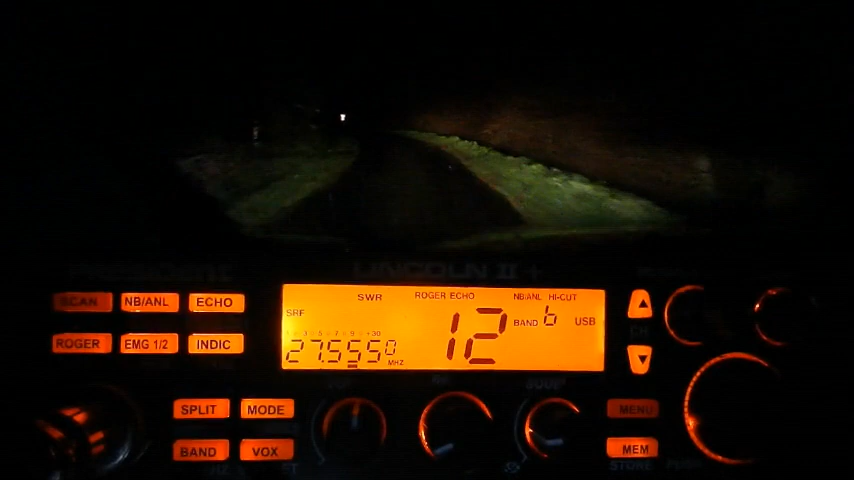 PRESIDENT LINCOLN II+
SCAN NB/ANL ECHO
SWR ROGER ECHO NB/ANL HI-CUT
SRF
12 BAND b USB
27.5550 MHZ
CH
ROGER EMG 1/2 INDIC
SPLIT MODE
MENU
BAND VOX
MEM
STORE